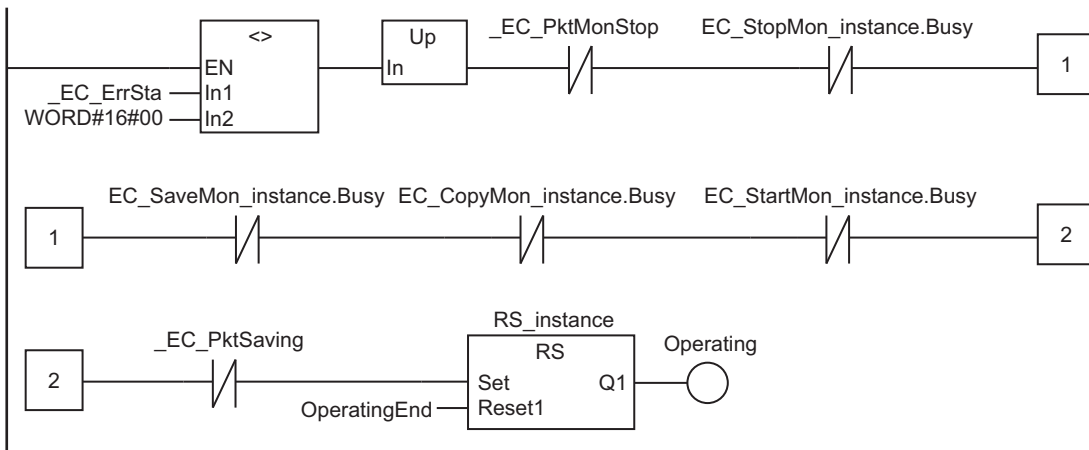 <> Up _EC_PktMonStop EC_StopMon_instance.Busy
EN In 1
_EC_ErrSta In1
WORD#16#00 In2
EC_SaveMon_instance.Busy EC_CopyMon_instance.Busy EC_StartMon_instance.Busy
1 2
RS_instance
_EC_PktSaving RS Operating
2 Set Q1
OperatingEnd Reset1